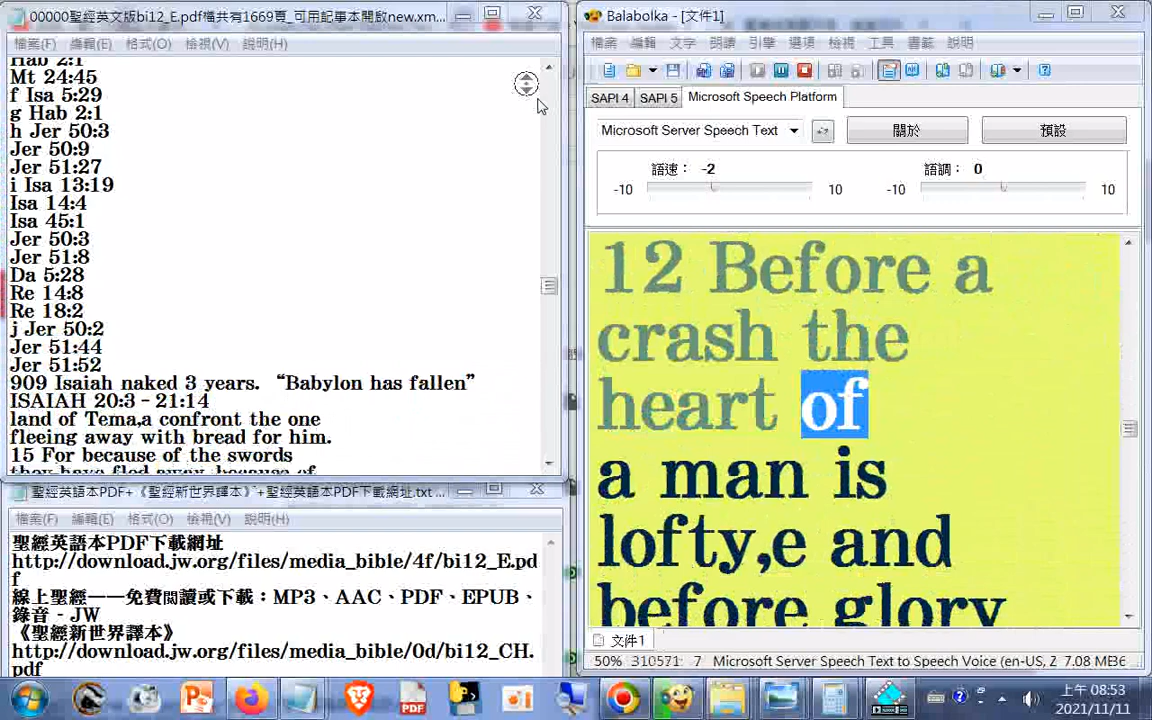 00000聖經英文版bi12_E.pdf檔共有1669頁_可用記事本開啟new.xm...
檔案(F) 編輯(E) 格式(O) 檢視(V) 說明(H)
Hab 2:1
Mt 24:45
f Isa 5:29
g Hab 2:1
h Jer 50:3
Jer 50:9
Jer 51:27
i Isa 13:19
Isa 14:4
Isa 45:1
Jer 50:3
Jer 51:8
Da 5:28
Re 14:8
Re 18:2
j Jer 50:2
Jer 51:44
Jer 51:52
909 Isaiah naked 3 years. “Babylon has fallen”
ISAIAH 20:3–21:14
land of Tema,a confront the one
fleeing away with bread for him.
15 For because of the swords
they have fled away, because of
聖經英語本PDF+《聖經新世界譯本》+聖經英語本PDF下載網址.txt ...
檔案(F) 編輯(E) 格式(O) 檢視(V) 說明(H)
聖經英語本PDF下載網址
http://download.jw.org/files/media_bible/4f/bi12_E.pd
f
線上聖經——免費閱讀或下載：MP3、AAC、PDF、EPUB、
錄音 - JW
《聖經新世界譯本》
http://download.jw.org/files/media_bible/0d/bi12_CH.
pdf
Balabolka - [文件1]
檔案 編輯 文字 朗讀 引擎 選項 檢視 工具 書籤 說明
SAPI 4 SAPI 5 Microsoft Speech Platform
Microsoft Server Speech Text 關於 預設
語速： -2 語調： 0
-10 10 -10 10
12 Before a
crash the
heart of
a man is
lofty,e and
before glory
文件1
50% 310571: 7 Microsoft Server Speech Text to Speech Voice (en-US, Z 7.08 MB
上午 08:53
2021/11/11